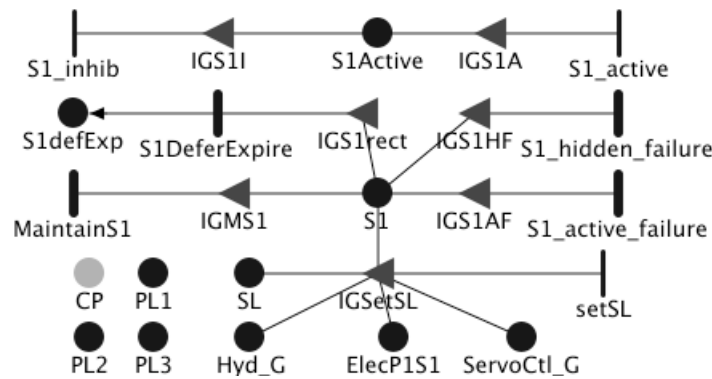 S1_inhib IGS1I S1Active IGS1A S1_active
S1defExp S1DeferExpire IGS1rect IGS1HF S1_hidden_failure
MaintainS1 IGMS1 S1 IGS1AF S1_active_failure
CP PL1 SL IGSetSL setSL
PL2 PL3 Hyd_G ElecP1S1 ServoCtl_G